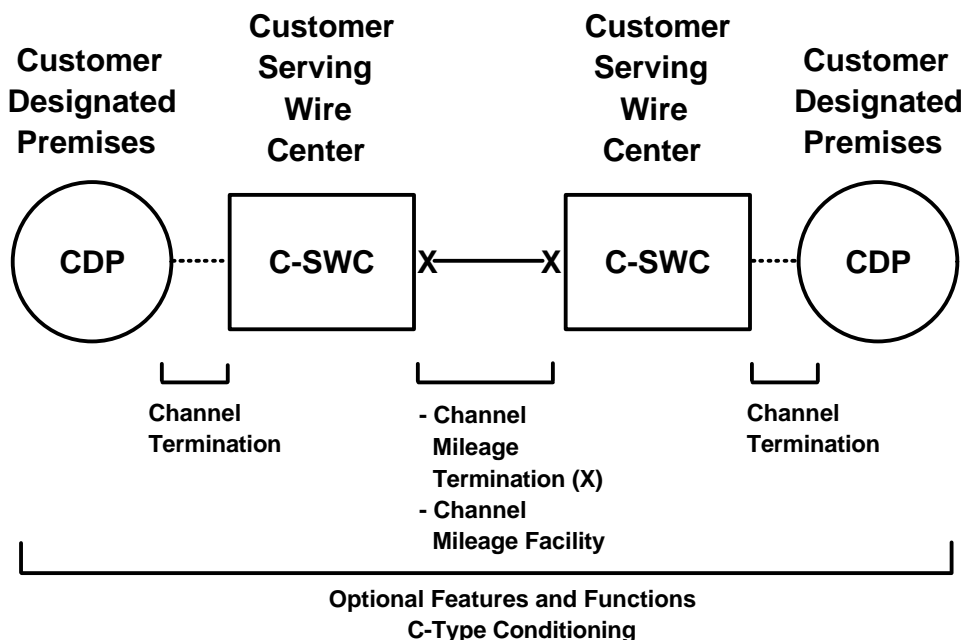 Customer
Designated
Premises
Customer
Serving
Wire
Center
Customer
Serving
Wire
Center
Customer
Designated
Premises
CDP
C-SWC
X
X
C-SWC
CDP
Channel
Termination
- Channel
Mileage
Termination (X)
- Channel
Mileage Facility
Channel
Termination
Optional Features and Functions
C-Type Conditioning